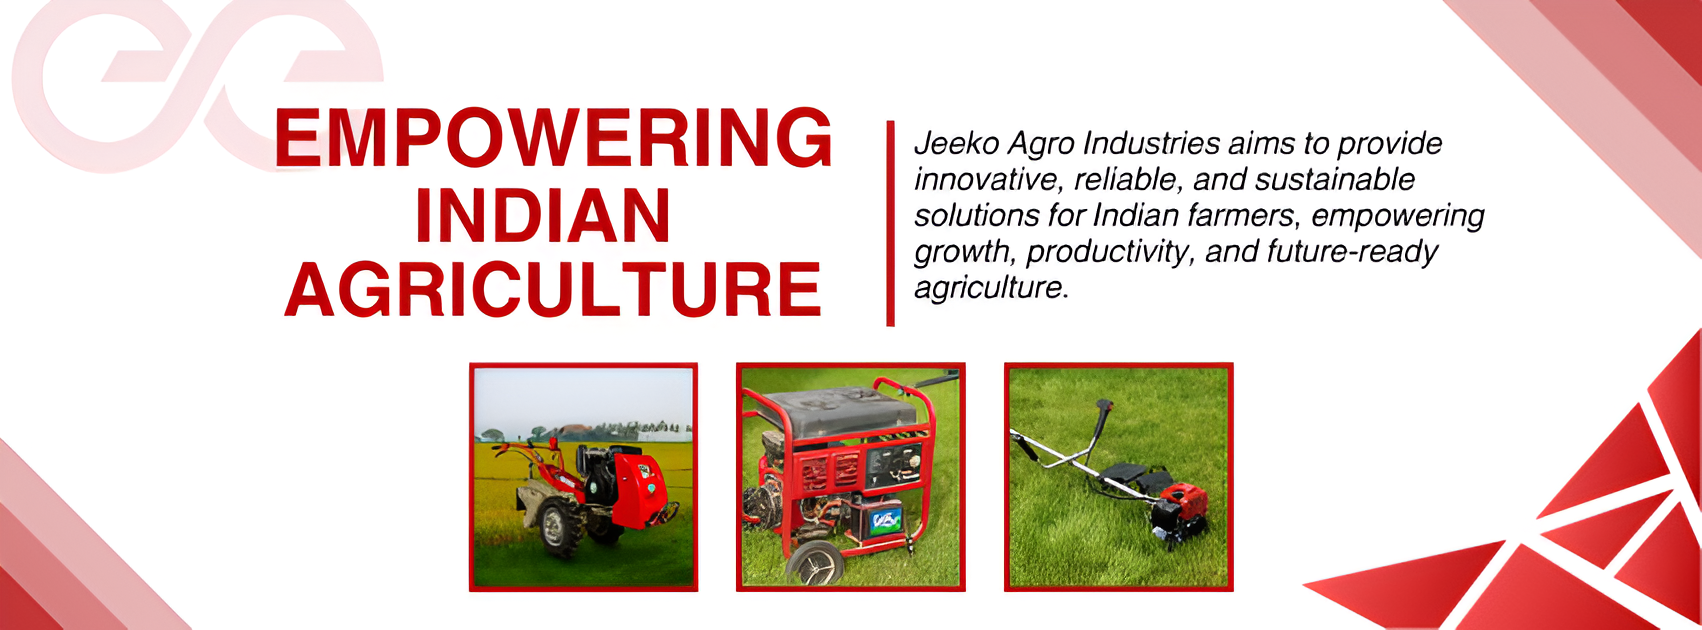 EMPOWERING
INDIAN
AGRICULTURE
Jeeko Agro Industries aims to provide
innovative, reliable, and sustainable
solutions for Indian farmers, empowering
growth, productivity, and future-ready
agriculture.